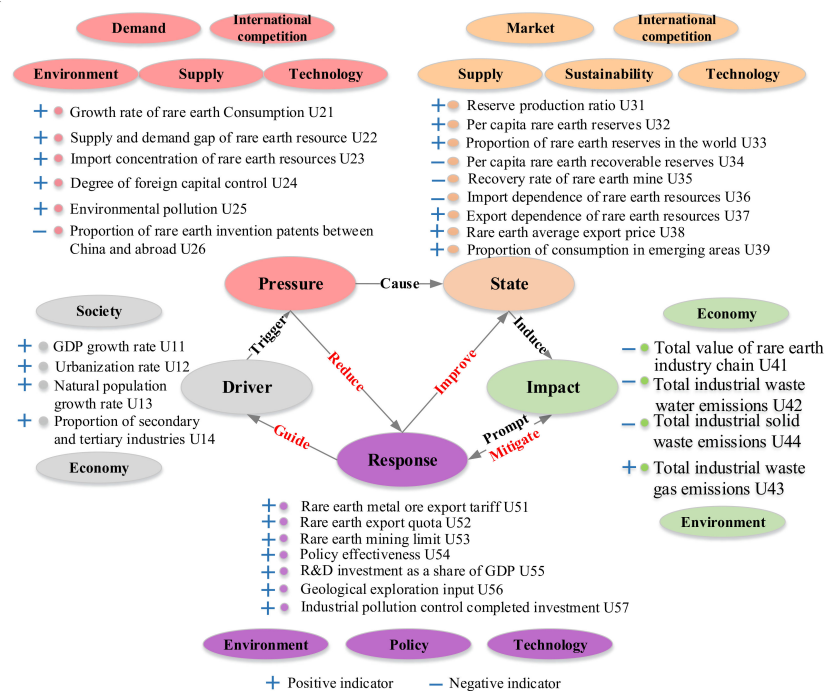 Demand
International
competition
Environment
Supply
Technology
+ Growth rate of rare earth Consumption U21
+ Supply and demand gap of rare earth resource U22
+ Import concentration of rare earth resources U23
+ Degree of foreign capital control U24
+ Environmental pollution U25
− Proportion of rare earth invention patents between
China and abroad U26
Market
International
competition
Supply
Sustainability
Technology
+ Reserve production ratio U31
+ Per capita rare earth reserves U32
+ Proportion of rare earth reserves in the world U33
− Per capita rare earth recoverable reserves U34
− Recovery rate of rare earth mine U35
− Import dependence of rare earth resources U36
+ Export dependence of rare earth resources U37
+ Rare earth average export price U38
+ Proportion of consumption in emerging areas U39
Pressure
Cause
State
Society
+ GDP growth rate U11
+ Urbanization rate U12
+ Natural population
growth rate U13
+ Proportion of secondary
and tertiary industries U14
Economy
Trigger
Reduce
Improve
Induce
Driver
Impact
Guide
Prompt
Mitigate
Response
Economy
− Total value of rare earth
industry chain U41
− Total industrial waste
water emissions U42
− Total industrial solid
waste emissions U44
+ Total industrial waste
gas emissions U43
Environment
+ Rare earth metal ore export tariff U51
+ Rare earth export quota U52
+ Rare earth mining limit U53
+ Policy effectiveness U54
+ R&D investment as a share of GDP U55
+ Geological exploration input U56
+ Industrial pollution control completed investment U57
Environment
Policy
Technology
+ Positive indicator
− Negative indicator